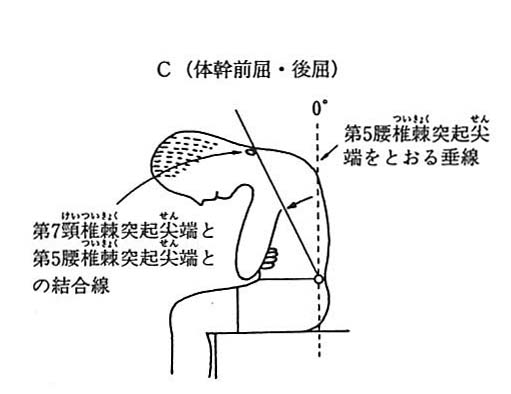 C（体幹前屈・後屈）
0°
ついきょく せん
第5腰椎棘突起尖
端をとおる垂線
けいついきょく せん
第7頸椎棘突起尖端と
ついきょく せん
第5腰椎棘突起尖端と
の結合線